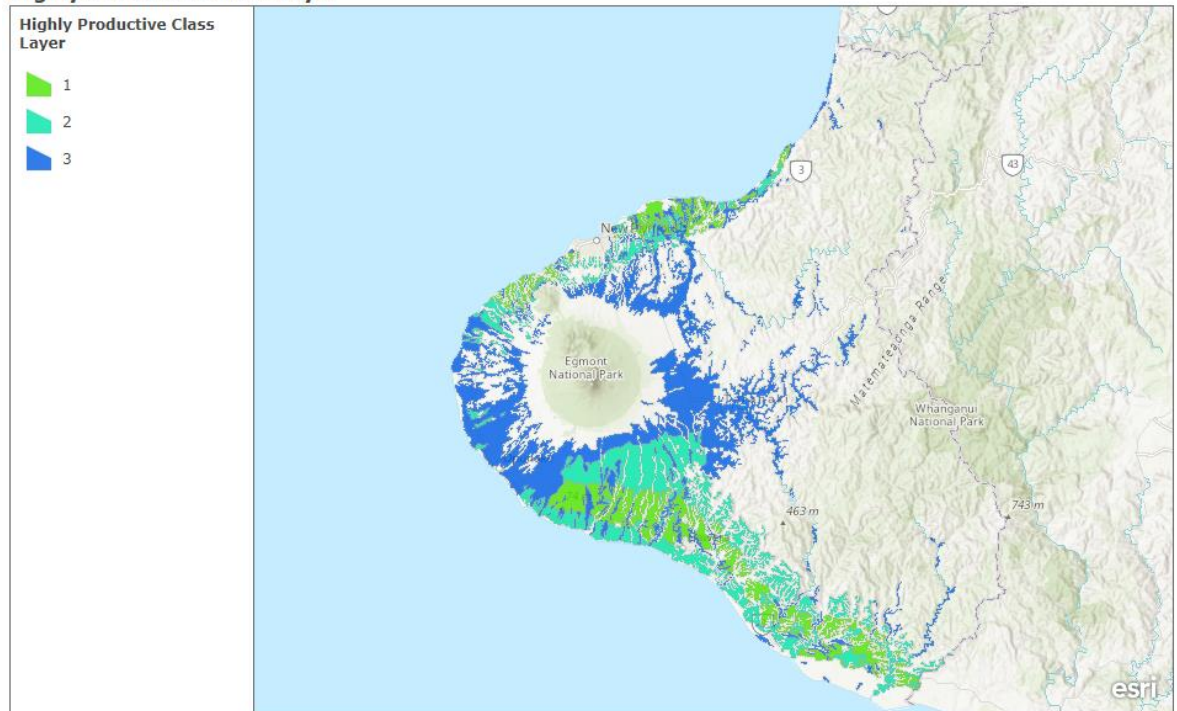 Highly Productive Class
Layer
1
2
3
3
43
New
Egmont
National Park
Matemateaonga Range
Whanganui
National Park
463 m
743 m
esri